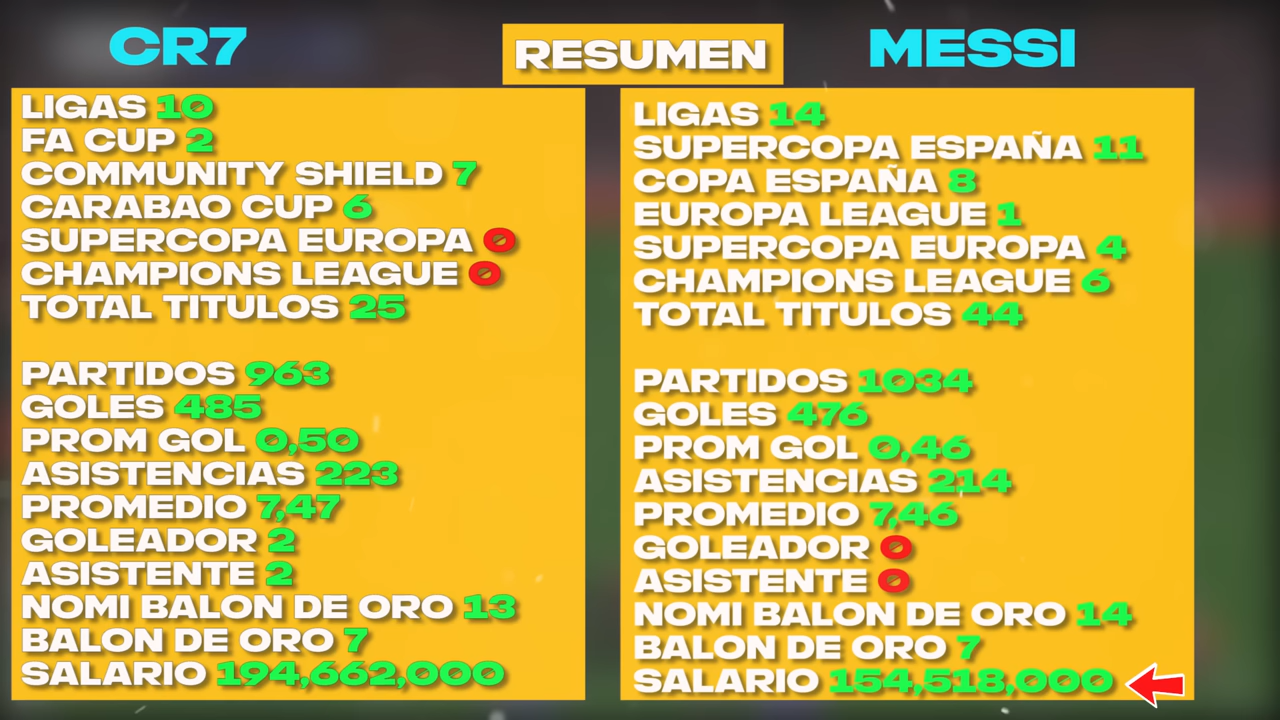 CR7
RESUMEN
MESSI
LIGAS 10
FA CUP 2
COMMUNITY SHIELD 7
CARABAO CUP 6
SUPERCOPA EUROPA 0
CHAMPIONS LEAGUE 0
TOTAL TITULOS 25
PARTIDOS 963
GOLES 485
PROM GOL 0,50
ASISTENCIAS 223
PROMEDIO 7,47
GOLEADOR 2
ASISTENTE 2
NOMI BALON DE ORO 13
BALON DE ORO 7
SALARIO 194,662,000
LIGAS 14
SUPERCOPA ESPAÑA 11
COPA ESPAÑA 8
EUROPA LEAGUE 1
SUPERCOPA EUROPA 4
CHAMPIONS LEAGUE 6
TOTAL TITULOS 44
PARTIDOS 1034
GOLES 476
PROM GOL 0,46
ASISTENCIAS 214
PROMEDIO 7,46
GOLEADOR 0
ASISTENTE 0
NOMI BALON DE ORO 14
BALON DE ORO 7
SALARIO 154,518,000